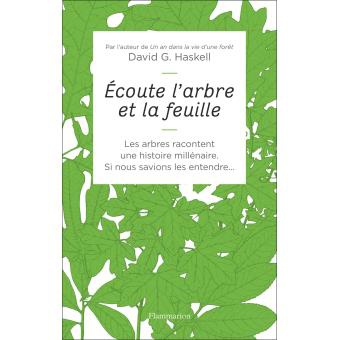 Par l'auteur de Un an dans la vie d'une forêt
David G. Haskell
Écoute l'arbre
et la feuille
Les arbres racontent
une histoire millénaire.
Si nous savions les entendre...
Flammarion